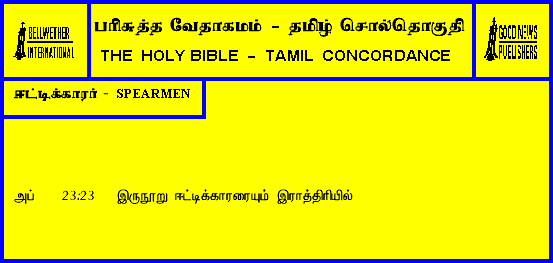 BELLWETHER
INTERNATIONAL
பரிசுத்த வேதாகமம் - தமிழ் சொல்தொகுதி
THE HOLY BIBLE - TAMIL CONCORDANCE
GOOD NEWS
PUBLISHERS
ஈட்டிக்காரர் - SPEARMEN
அப் 23:23 இருநூறு ஈட்டிக்காரரையும் இராத்திரியில்